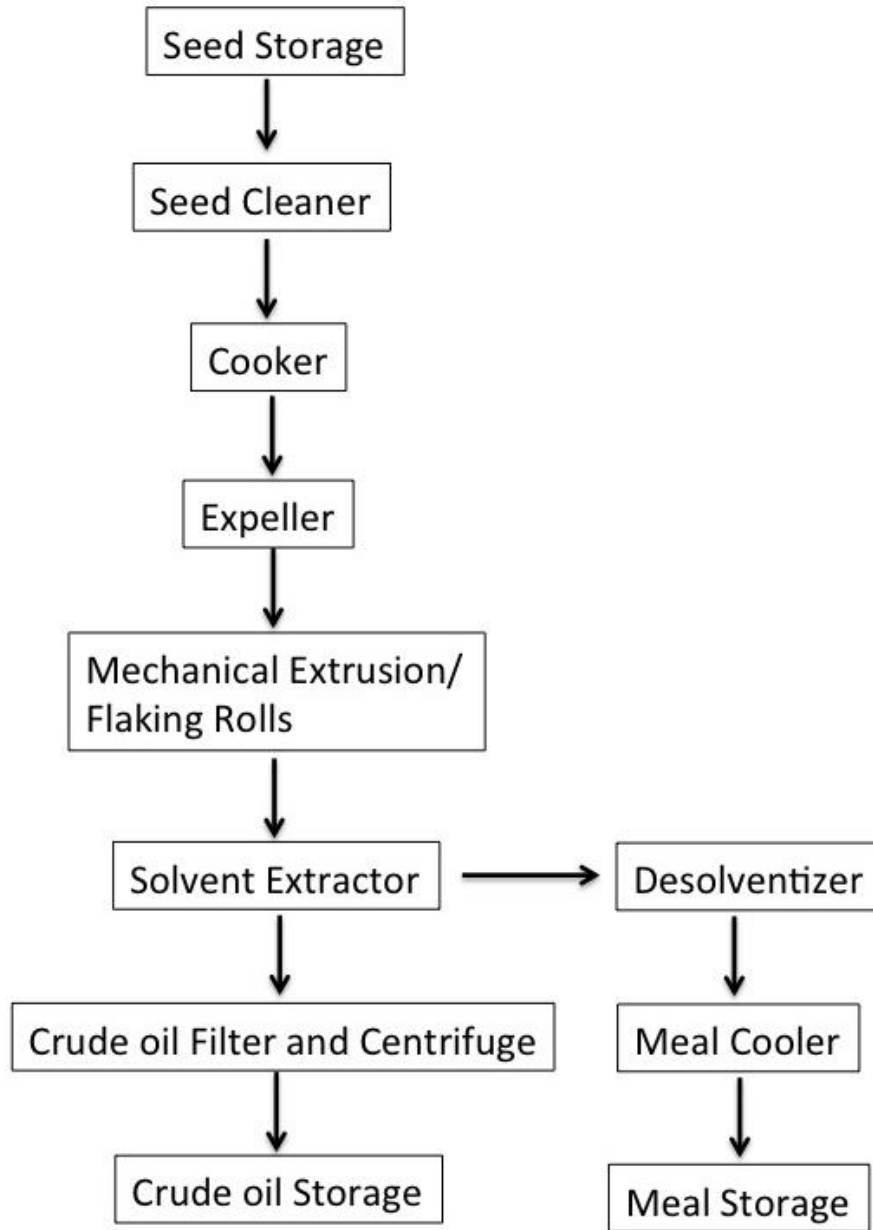 Seed Storage
Seed Cleaner
Cooker
Expeller
Mechanical Extrusion/
Flaking Rolls
Solvent Extractor
Desolventizer
Crude oil Filter and Centrifuge
Meal Cooler
Crude oil Storage
Meal Storage